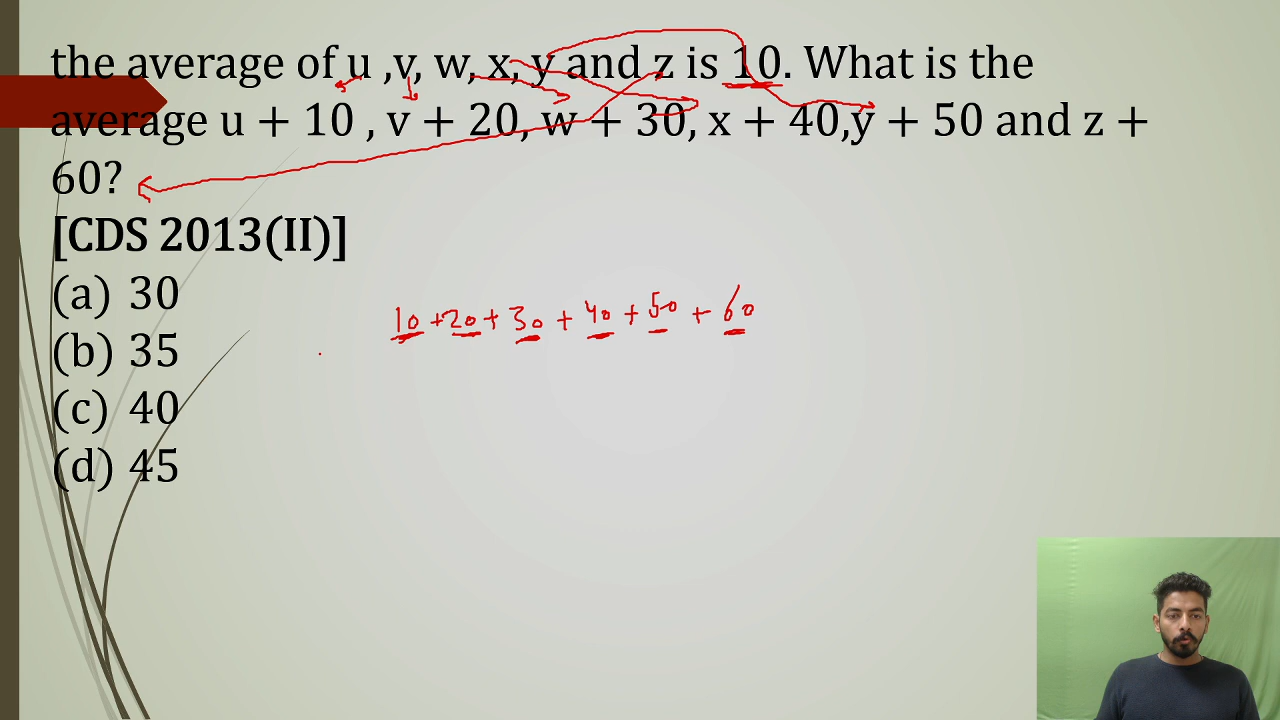 the average of u ,v, w, x, y and z is 10. What is the
average u + 10 , v + 20, w + 30, x + 40,y + 50 and z +
60?
[CDS 2013(II)]
(a) 30
10 + 20 + 30 + 40 + 50 + 60
(b) 35
(c) 40
(d) 45